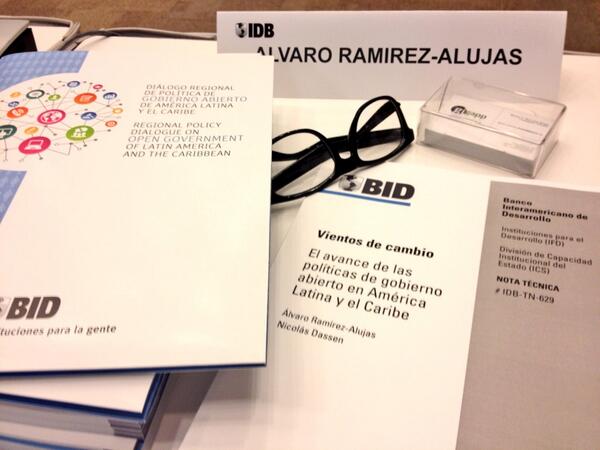 IDB
ALVARO RAMIREZ-ALUJAS
DIÁLOGO REGIONAL
DE POLÍTICA DE
GOBIERNO ABIERTO
DE AMÉRICA LATINA
Y EL CARIBE
REGIONAL POLICY
DIALOGUE ON
OPEN GOVERNMENT
OF LATIN AMERICA
AND THE CARIBBEAN
BID
para la gente
BID
Vientos de cambio
El avance de las
políticas de gobierno
abierto en América
Latina y el Caribe
Álvaro Ramírez-Alujas
Nicolás Dassen
Banco
Interamericano de
Desarrollo
Instituciones para el
Desarrollo (IFD)
División de Capacidad
Institucional del
Estado (ICS)
NOTA TÉCNICA
# IDB-TN-629